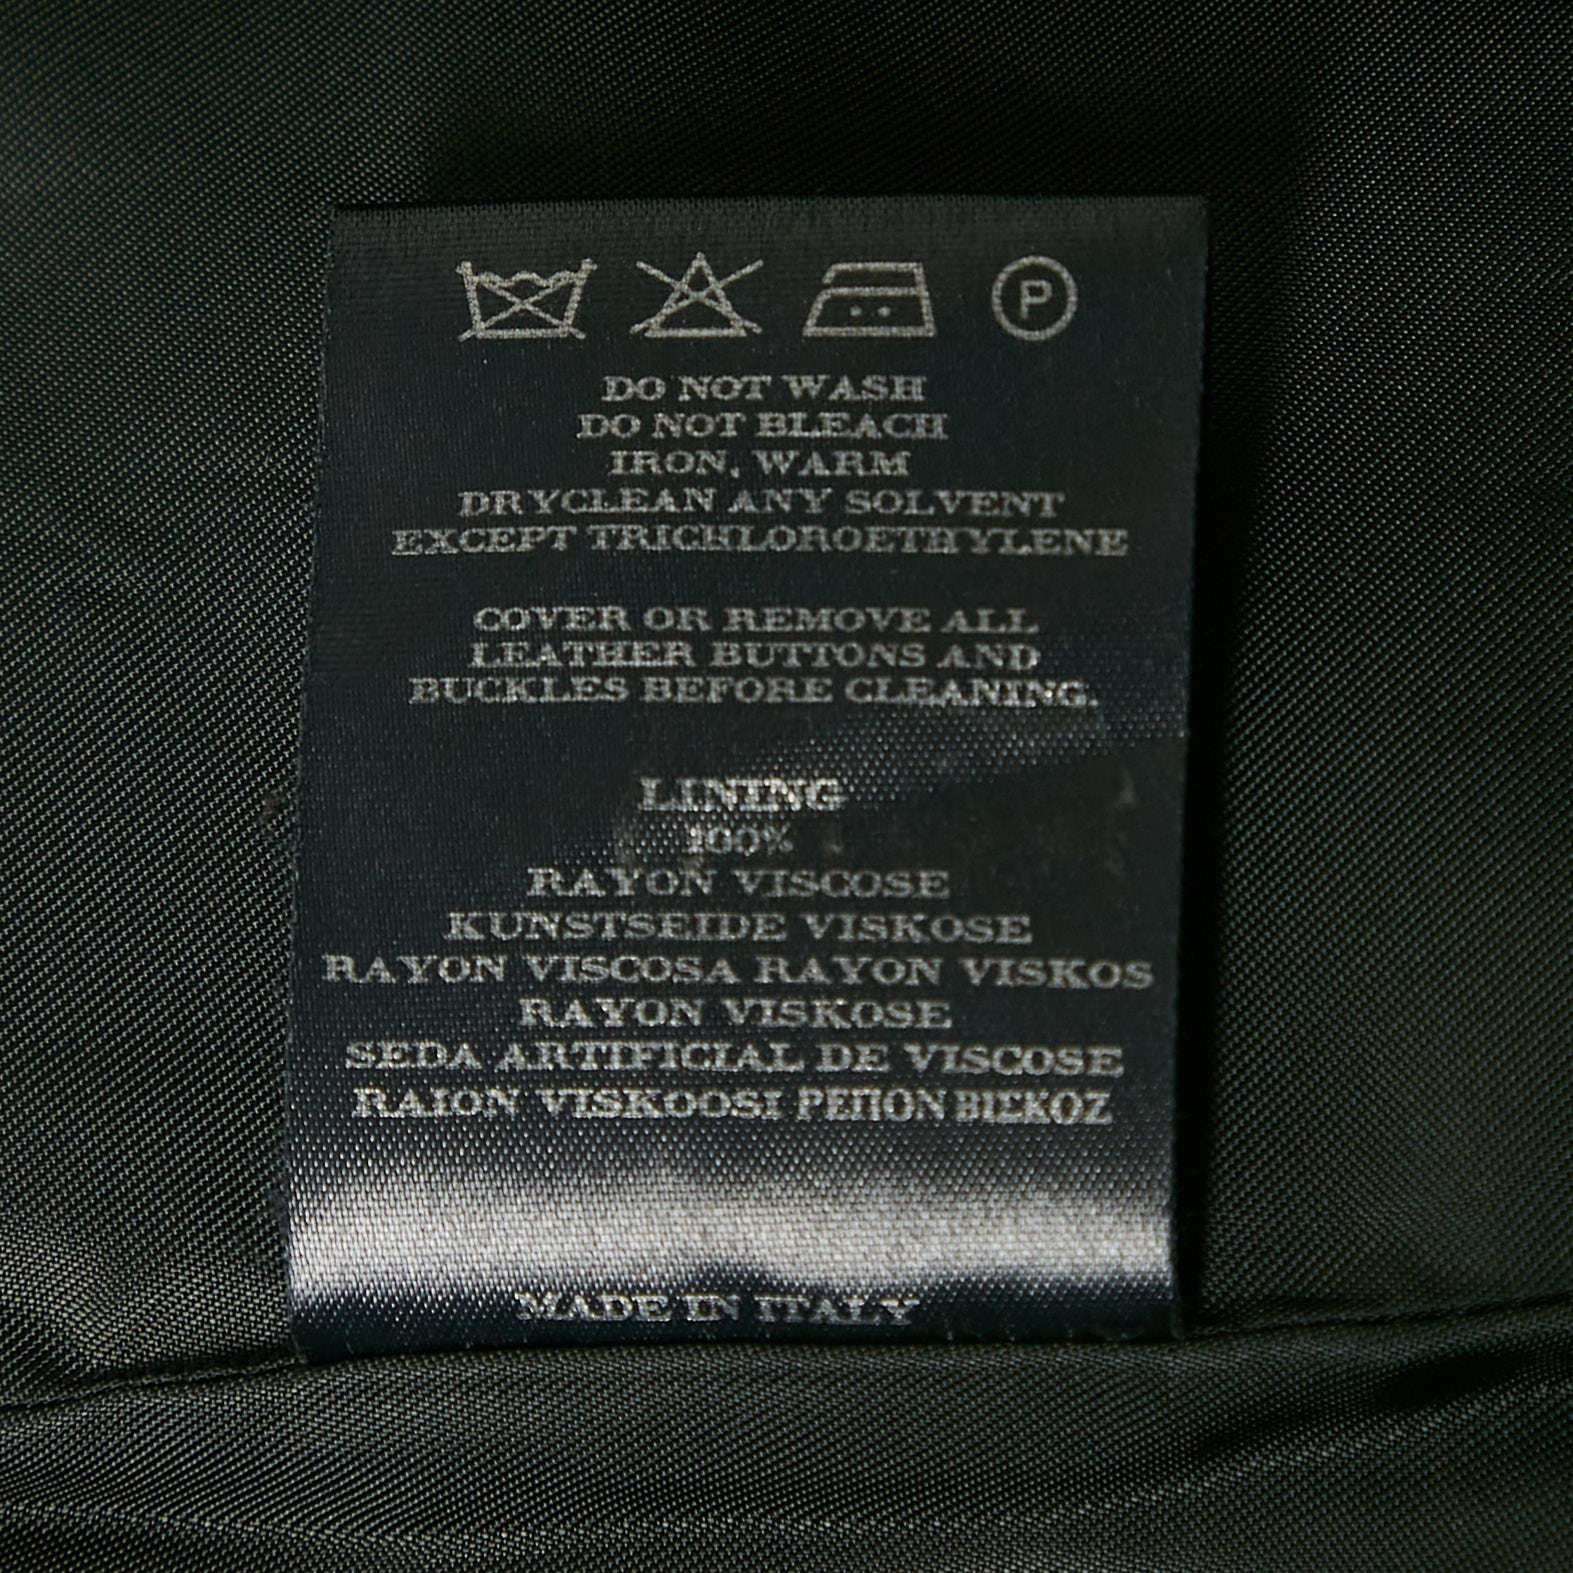 P
DO NOT WASH
DO NOT BLEACH
IRON, WARM
DRYCLEAN ANY SOLVENT
EXCEPT TRICHLOROETHYLENE
COVER OR REMOVE ALL
LEATHER BUTTONS AND
BUCKLES BEFORE CLEANING.
LINING
100%
RAYON VISCOSE
KUNSTSEIDE VISKOSE
RAYON VISCOSA RAYON VISKOS
RAYON VISKOSE
SEDA ARTIFICIAL DE VISCOSE
RAION VISKOOSI ΡΕΠΟΝ ΒΙΣΚΟΖ
MADE IN ITALY